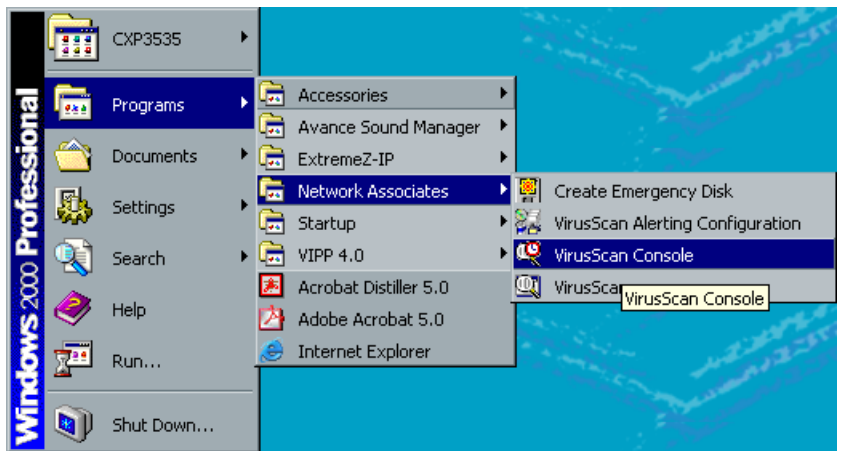 Windows 2000 Professional
CXP3535
Programs
Documents
Settings
Search
Help
Run...
Shut Down...
Accessories
Avance Sound Manager
ExtremeZ-IP
Network Associates
Startup
VIPP 4.0
Acrobat Distiller 5.0
Adobe Acrobat 5.0
Internet Explorer
Create Emergency Disk
VirusScan Alerting Configuration
VirusScan Console
VirusScan Console